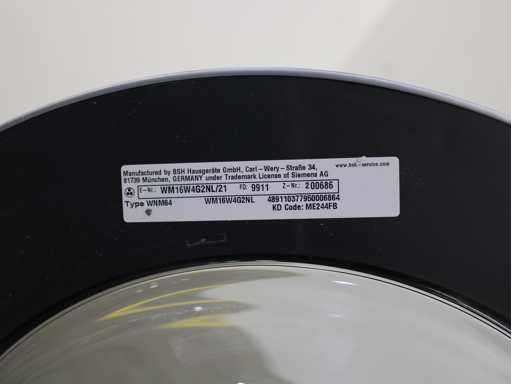 Manufactured by BSH Hausgeräte GmbH, Carl-Wery-Straße 34,
81739 München, GERMANY under Trademark License of Siemens AG
www.bsh-service.com
E-Nr.: WM16W4G2NL/21 FD: 9911 Z-Nr.: 200686
Type WNM64 WM16W4G2NL 489110377950006864
KD Code: ME244FB